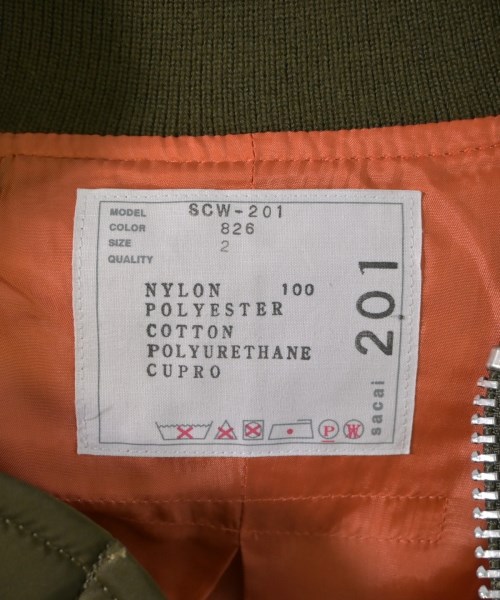 MODEL SCW-201
COLOR 826
SIZE 2
QUALITY
NYLON 100
POLYESTER
COTTON
POLYURETHANE
CUPRO
P W
sacai 201